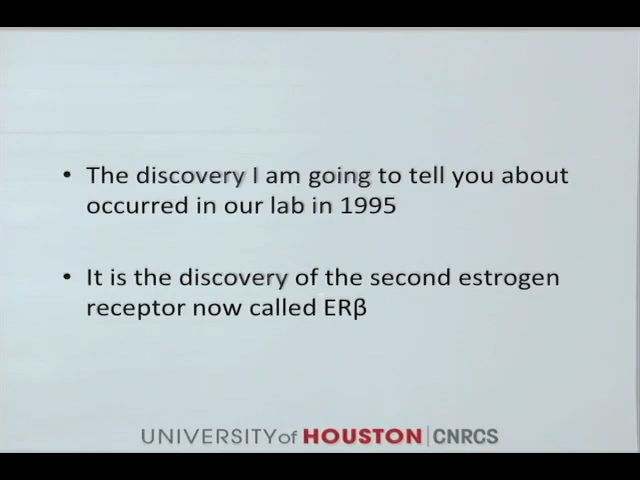 • The discovery I am going to tell you about
occurred in our lab in 1995
• It is the discovery of the second estrogen
receptor now called ERβ
UNIVERSITY of HOUSTON | CNRCS